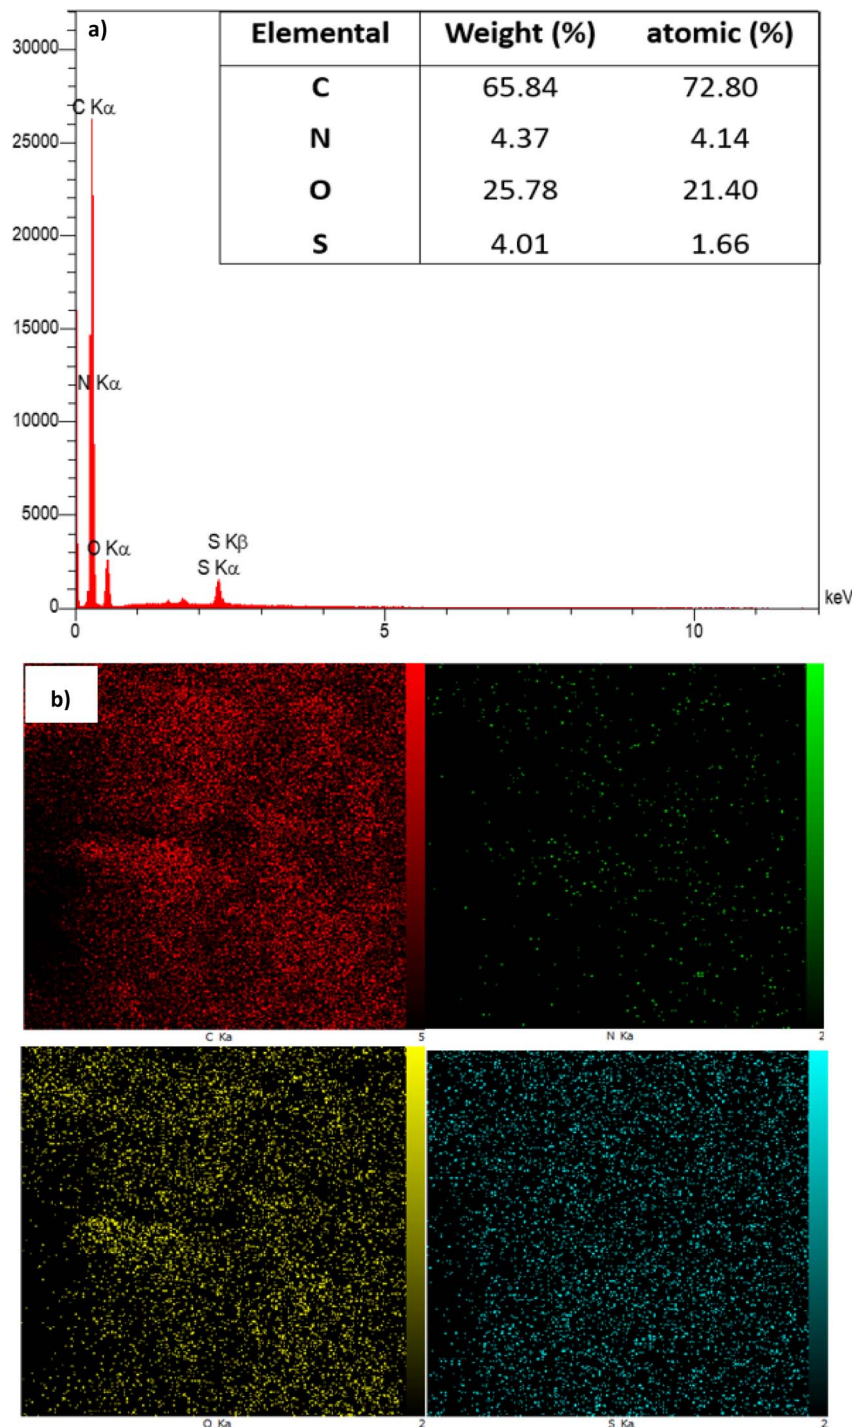 a)
Elemental Weight (%) atomic (%)
C 65.84 72.80
N 4.37 4.14
O 25.78 21.40
S 4.01 1.66
30000
C Kα
25000
20000
15000
N Kα
10000
5000
O Kα
S Kβ
S Kα
0
keV
0 5 10
b)
C Ka 5 N Ka 2
O Ka 2 S Ka 2